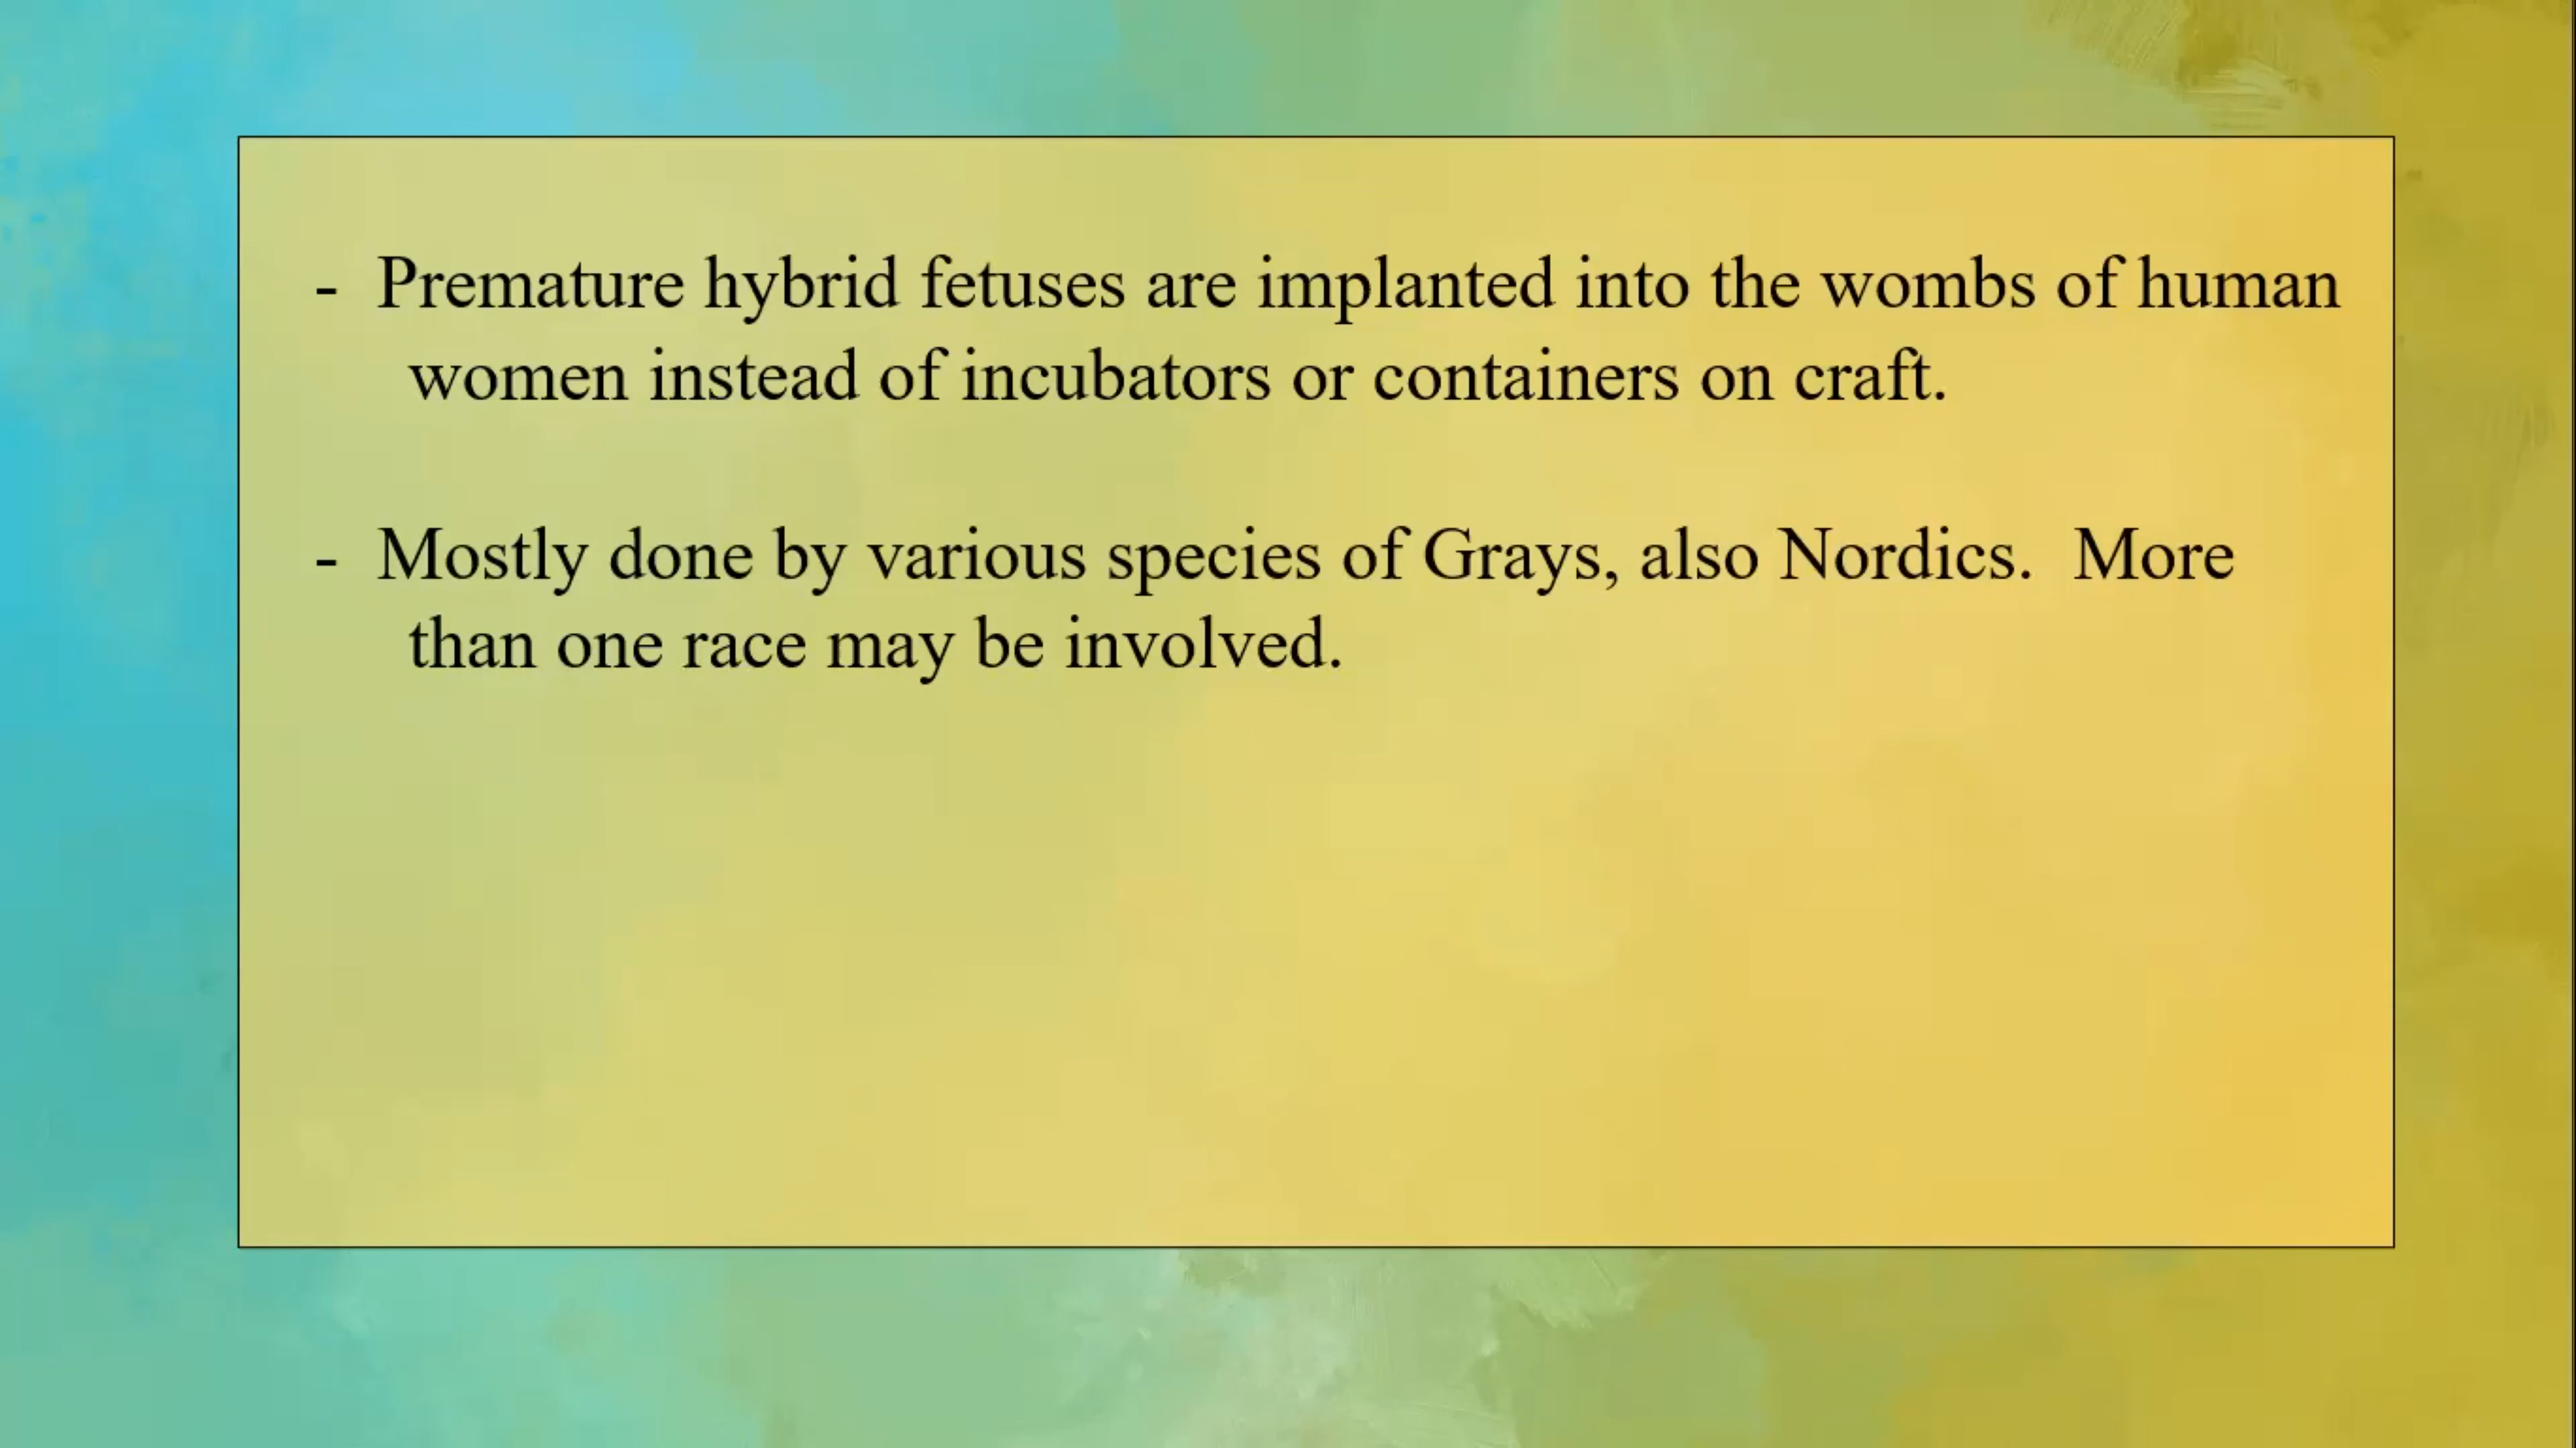 - Premature hybrid fetuses are implanted into the wombs of human
women instead of incubators or containers on craft.
- Mostly done by various species of Grays, also Nordics.  More
than one race may be involved.